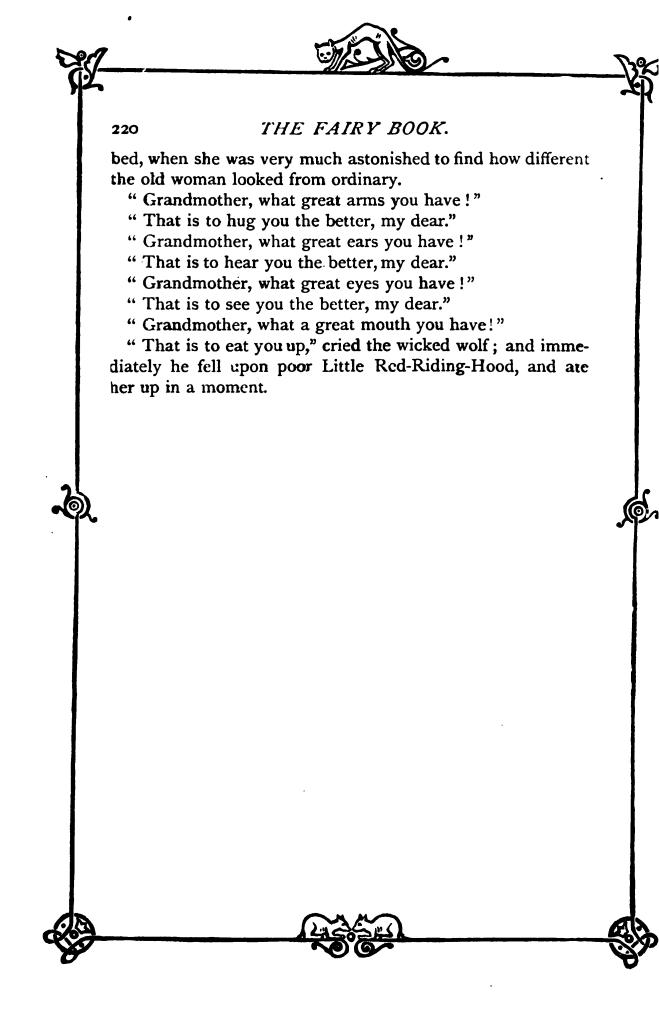 220 THE FAIRY BOOK.
bed, when she was very much astonished to find how different
the old woman looked from ordinary.
“ Grandmother, what great arms you have ! ”
“ That is to hug you the better, my dear.”
“ Grandmother, what great ears you have ! ”
“ That is to hear you the better, my dear.”
“ Grandmother, what great eyes you have ! ”
“ That is to see you the better, my dear.”
“ Grandmother, what a great mouth you have! ”
“ That is to eat you up,” cried the wicked wolf ; and imme-
diately he fell upon poor Little Red-Riding-Hood, and ate
her up in a moment.